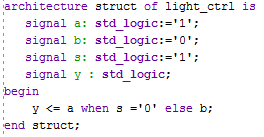 architecture struct of light_ctrl is
signal a: std_logic:='1';
signal b: std_logic:='0';
signal s: std_logic:='1';
signal y : std_logic;
begin
y <= a when s ='0' else b;
end struct;